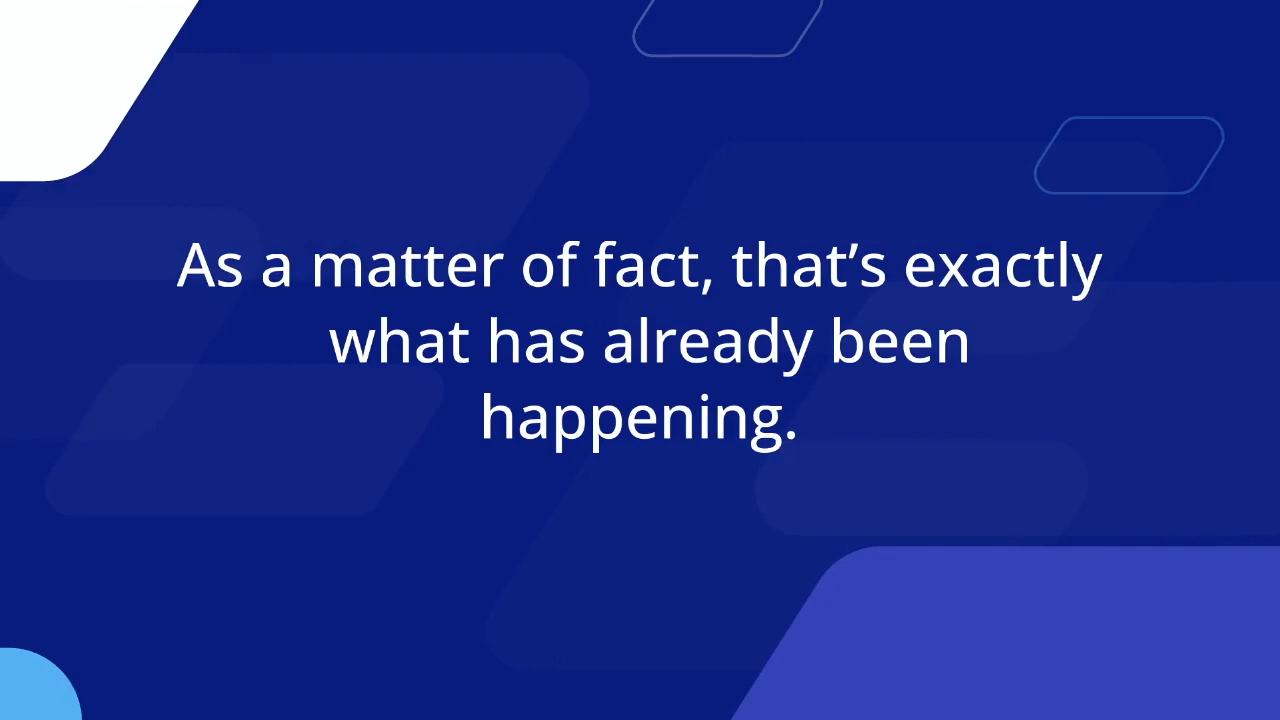 As a matter of fact, that’s exactly
what has already been
happening.